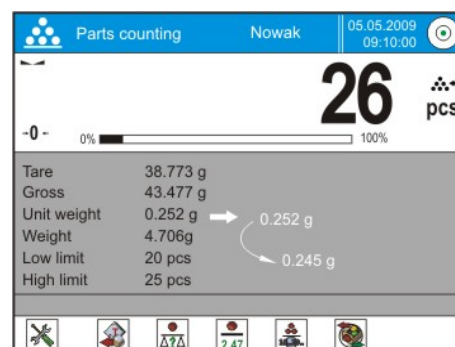 Parts counting Nowak 05.05.2009
09:10:00
26 pcs
-0- 0% 100%
Tare 38.773 g
Gross 43.477 g
Unit weight 0.252 g 0.252 g
Weight 4.706g
0.245 g
Low limit 20 pcs
High limit 25 pcs
2.47